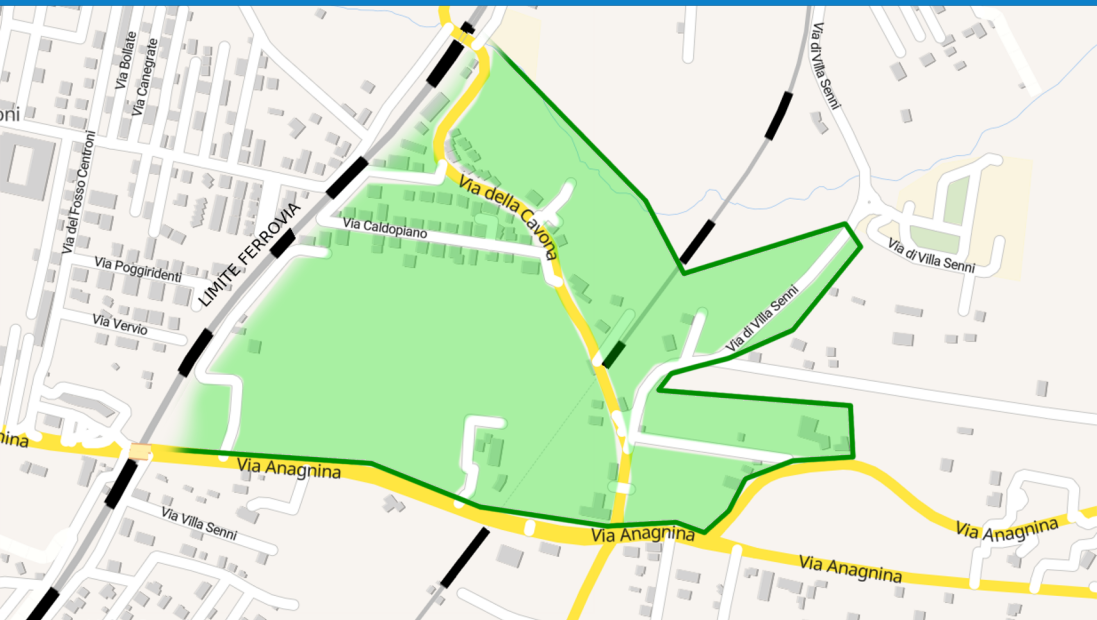 Via Bollate
Via Canegrate
Via di Villa Senni
oni
Via del Fosso Centroni
Via della Cavona
LIMITE FERROVIA
Via Caldopiano
Via di Villa Senni
Via Poggiridenti
Via di Villa Senni
Via Vervio
nina
Via Anagnina
Via Villa Senni
Via Anagnina
Via Anagnina
Via Anagnina